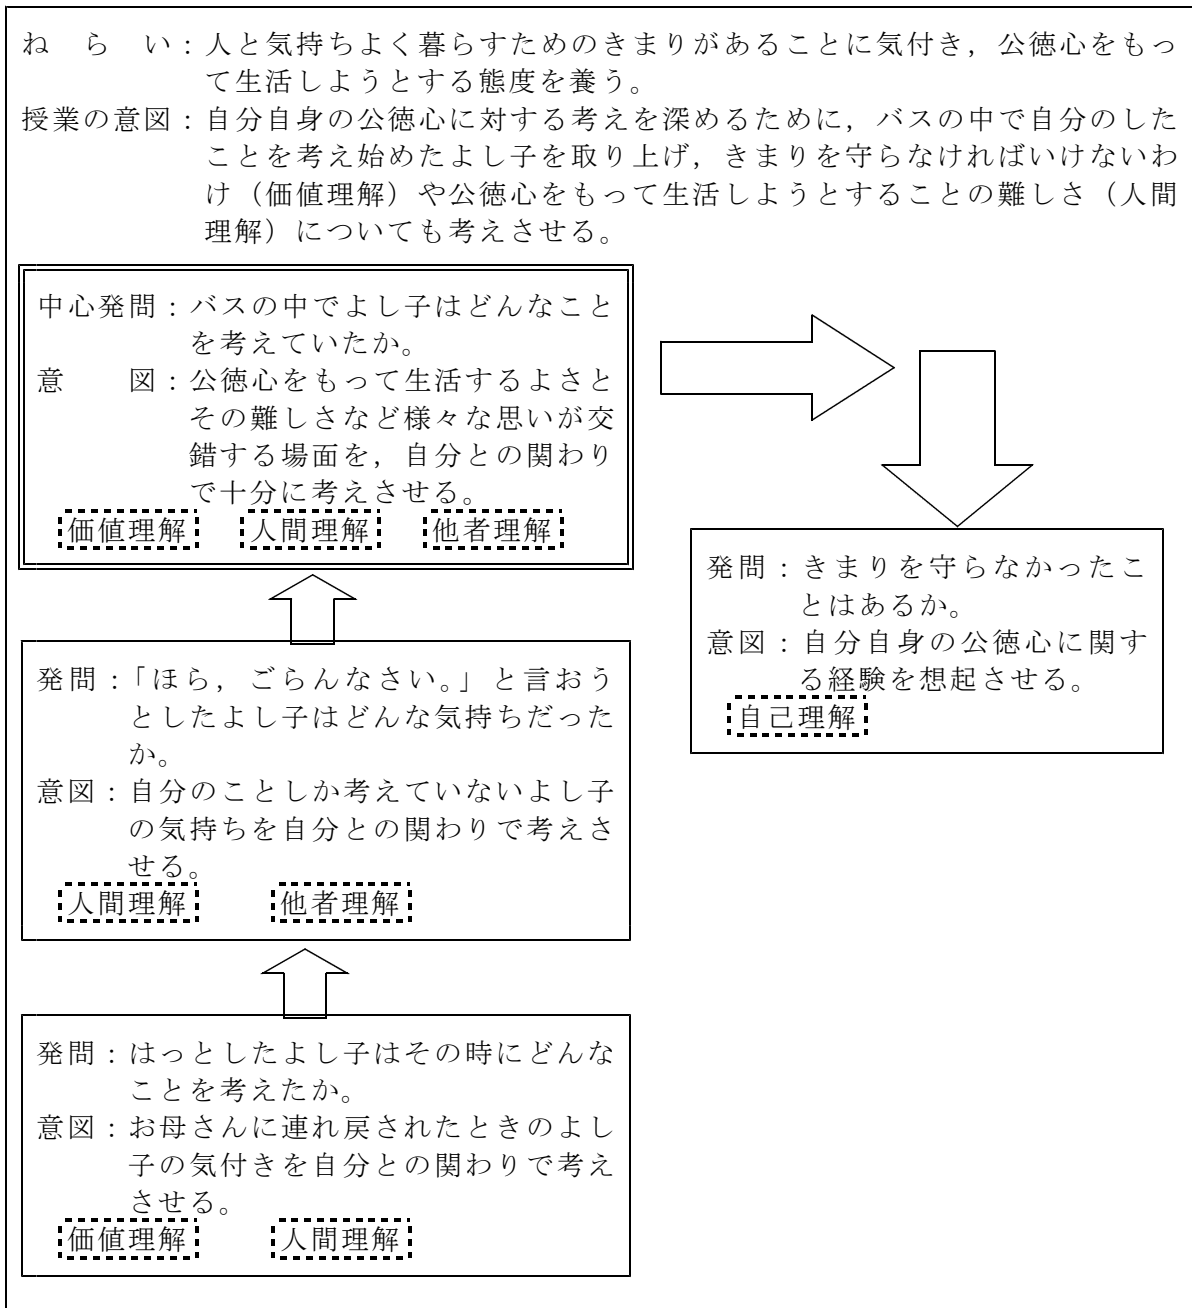 ね　ら　い：人と気持ちよく暮らすためのきまりがあることに気付き，公徳心をもっ
て生活しようとする態度を養う。
授業の意図：自分自身の公徳心に対する考えを深めるために，バスの中で自分のした
ことを考え始めたよし子を取り上げ，きまりを守らなければいけないわ
け（価値理解）や公徳心をもって生活しようとすることの難しさ（人間
理解）についても考えさせる。
中心発問：バスの中でよし子はどんなこと
を考えていたか。
意　　図：公徳心をもって生活するよさと
その難しさなど様々な思いが交
錯する場面を，自分との関わり
で十分に考えさせる。
価値理解　人間理解　他者理解
発問：「ほら，ごらんなさい。」と言おう
としたよし子はどんな気持ちだった
か。
意図：自分のことしか考えていないよし子
の気持ちを自分との関わりで考えさ
せる。
人間理解　他者理解
発問：はっとしたよし子はその時にどんな
ことを考えたか。
意図：お母さんに連れ戻されたときのよし
子の気付きを自分との関わりで考え
させる。
価値理解　人間理解
発問：きまりを守らなかったこ
とはあるか。
意図：自分自身の公徳心に関す
る経験を想起させる。
自己理解